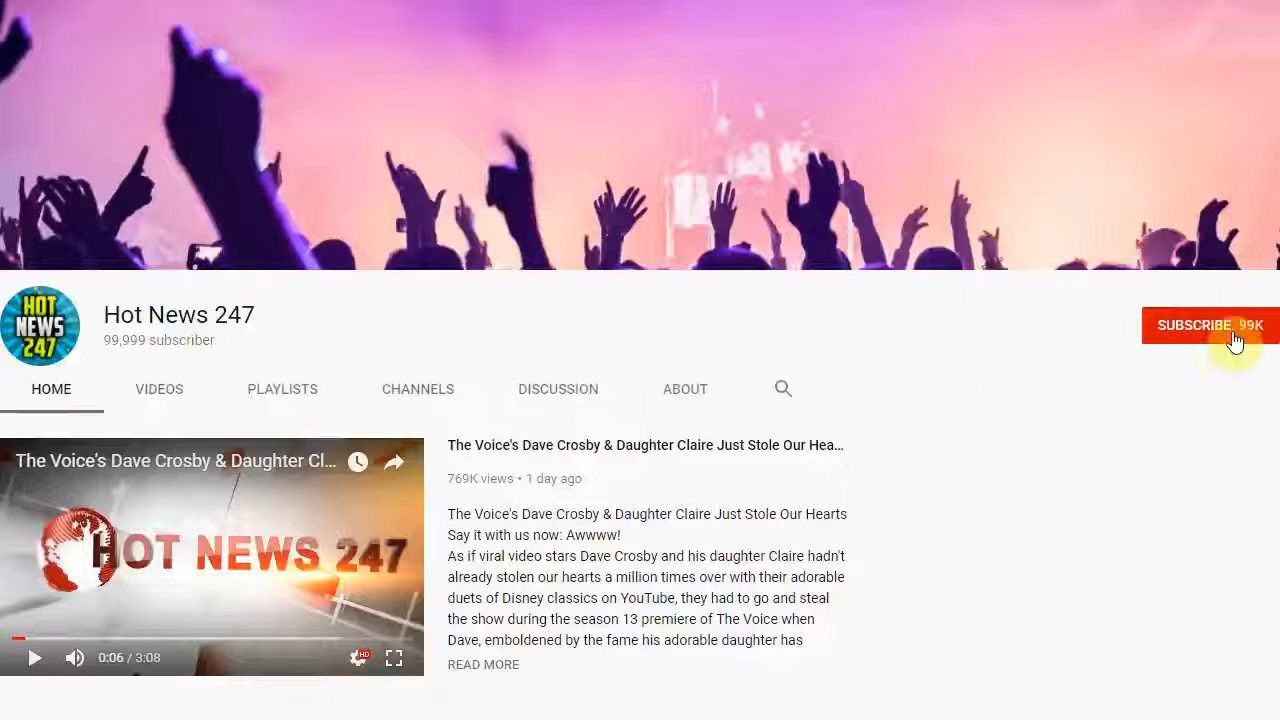 HOT
NEWS
247
Hot News 247
99,999 subscriber
SUBSCRIBE 99K
HOME
VIDEOS
PLAYLISTS
CHANNELS
DISCUSSION
ABOUT
The Voice's Dave Crosby & Daughter Cl...
HOT NEWS 247
HD
0:06 / 3:08
The Voice's Dave Crosby & Daughter Claire Just Stole Our Hea...
769K views • 1 day ago
The Voice's Dave Crosby & Daughter Claire Just Stole Our Hearts
Say it with us now: Awwww!
As if viral video stars Dave Crosby and his daughter Claire hadn't
already stolen our hearts a million times over with their adorable
duets of Disney classics on YouTube, they had to go and steal
the show during the season 13 premiere of The Voice when
Dave, emboldened by the fame his adorable daughter has
READ MORE